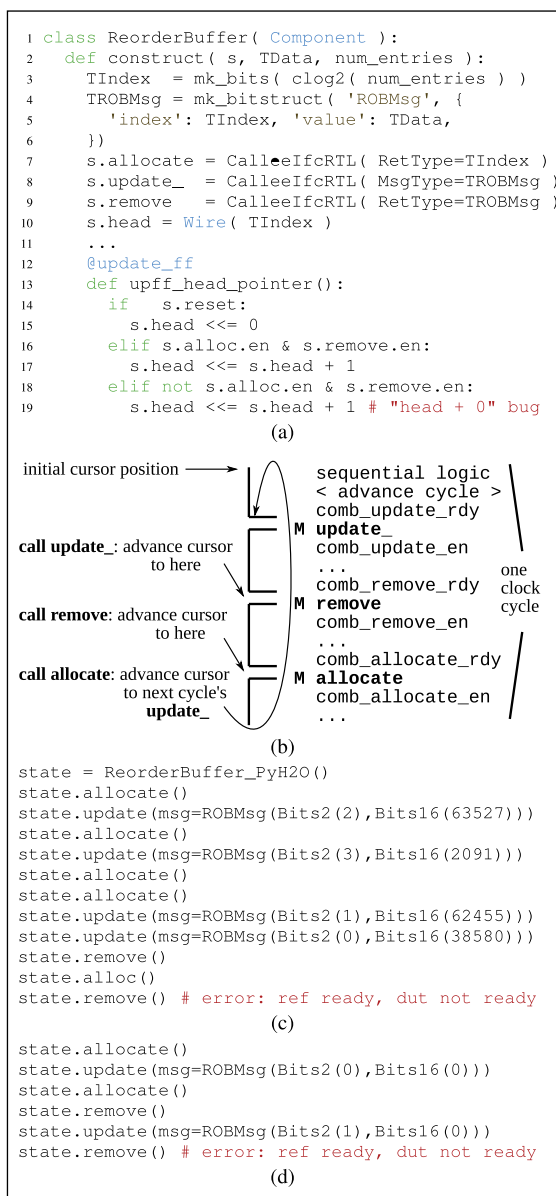 1 class ReorderBuffer( Component ):
2 def construct( s, TData, num_entries ):
3 TIndex = mk_bits( clog2( num_entries ) )
4 TROBMsg = mk_bitstruct( 'ROBMsg', {
5 'index': TIndex, 'value': TData,
6 })
7 s.allocate = CalleeIfcRTL( RetType=TIndex )
8 s.update_ = CalleeIfcRTL( MsgType=TROBMsg )
9 s.remove = CalleeIfcRTL( RetType=TROBMsg )
10 s.head = Wire( TIndex )
11 ...
12 @update_ff
13 def upff_head_pointer():
14 if s.reset:
15 s.head <<= 0
16 elif s.alloc.en & s.remove.en:
17 s.head <<= s.head + 1
18 elif not s.alloc.en & s.remove.en:
19 s.head <<= s.head + 1 # "head + 0" bug
(a)
initial cursor position
call update_: advance cursor
to here
call remove: advance cursor
to here
call allocate: advance cursor
to next cycle's
update_
sequential logic
< advance cycle >
comb_update_rdy
M update_
comb_update_en
...
comb_remove_rdy
M remove
comb_remove_en
...
comb_allocate_rdy
M allocate
comb_allocate_en
...
one
clock
cycle
(b)
state = ReorderBuffer_PyH2O()
state.allocate()
state.update(msg=ROBMsg(Bits2(2),Bits16(63527)))
state.allocate()
state.update(msg=ROBMsg(Bits2(3),Bits16(2091)))
state.allocate()
state.allocate()
state.update(msg=ROBMsg(Bits2(1),Bits16(62455)))
state.update(msg=ROBMsg(Bits2(0),Bits16(38580)))
state.remove()
state.alloc()
state.remove() # error: ref ready, dut not ready
(c)
state.allocate()
state.update(msg=ROBMsg(Bits2(0),Bits16(0)))
state.allocate()
state.remove()
state.update(msg=ROBMsg(Bits2(1),Bits16(0)))
state.remove() # error: ref ready, dut not ready
(d)